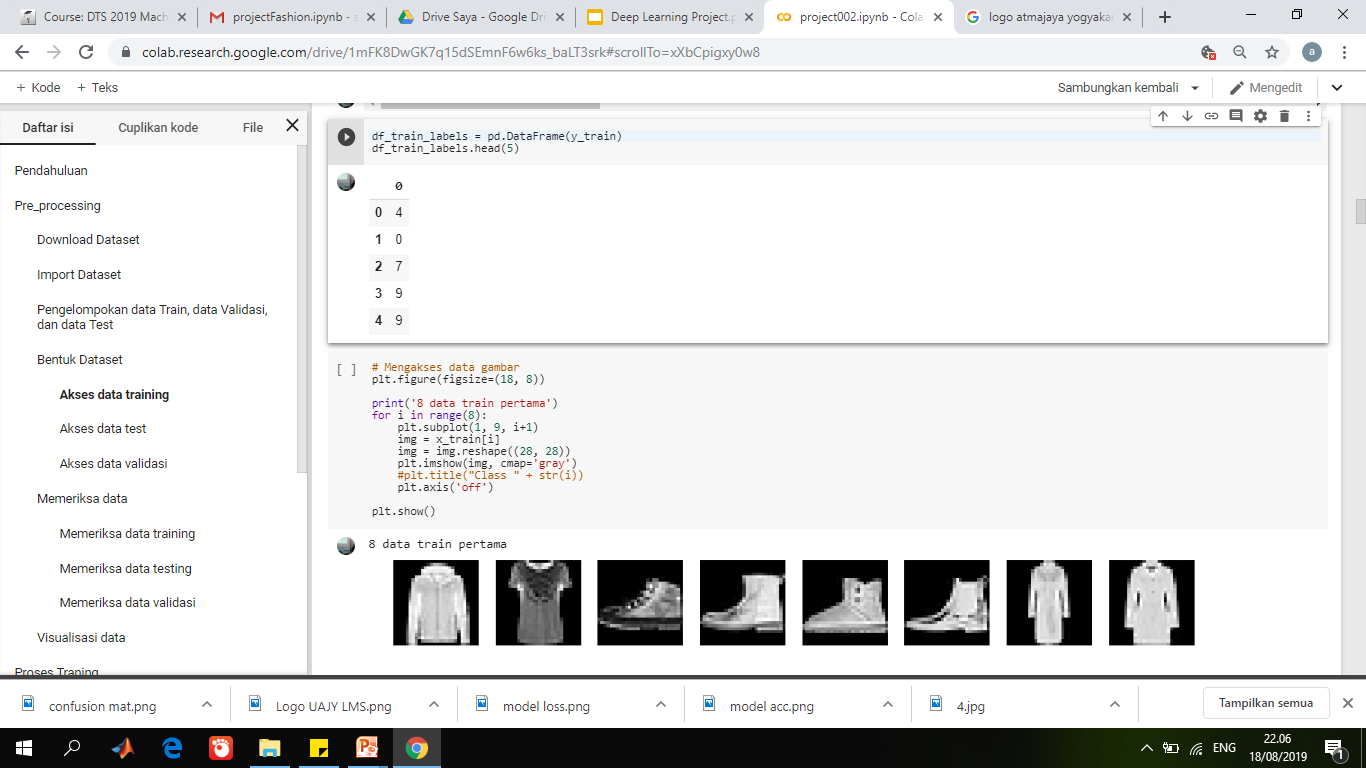 Course: DTS 2019 Mach
projectFashion.ipynb - s
Drive Saya - Google Dri
Deep Learning Project.p
project002.ipynb - Cola
logo atmajaya yogyakar
colab.research.google.com/drive/1mFK8DwGK7q15dSEmnF6w6ks_baLT3srk#scrollTo=xXbCpigxy0w8
a
+ Kode + Teks
Sambungkan kembali
Mengedit
Daftar isi Cuplikan kode File
Pendahuluan
Pre_processing
Download Dataset
Import Dataset
Pengelompokan data Train, data Validasi,
dan data Test
Bentuk Dataset
Akses data training
Akses data test
Akses data validasi
Memeriksa data
Memeriksa data training
Memeriksa data testing
Memeriksa data validasi
Visualisasi data
Proses Traning
df_train_labels = pd.DataFrame(y_train)
df_train_labels.head(5)
0
0 4
1 0
2 7
3 9
4 9
[ ]
# Mengakses data gambar
plt.figure(figsize=(18, 8))
print('8 data train pertama')
for i in range(8):
plt.subplot(1, 9, i+1)
img = x_train[i]
img = img.reshape((28, 28))
plt.imshow(img, cmap='gray')
#plt.title("Class " + str(i))
plt.axis('off')
plt.show()
8 data train pertama
confusion mat.png
Logo UAJY LMS.png
model loss.png
model acc.png
4.jpg
Tampilkan semua
ENG
22.06
18/08/2019
1